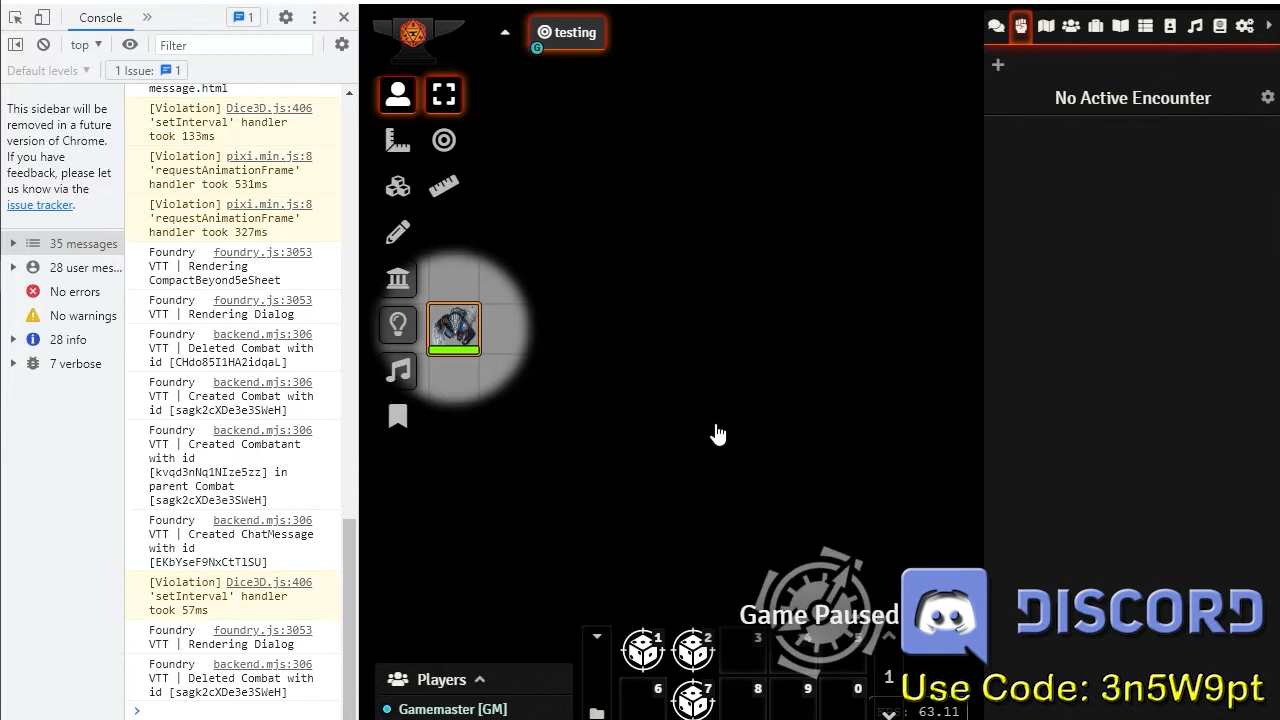 Console
1
top
Filter
Default levels
1 Issue: 1
This sidebar will
be removed in a future
version of Chrome.
If you have
feedback, please let
us know via the
issue tracker.
35 messages
28 user mes...
No errors
No warnings
28 info
7 verbose
message.html
[Violation] Dice3D.js:406
'setInterval' handler
took 133ms
[Violation] pixi.min.js:8
'requestAnimationFrame'
handler took 531ms
[Violation] pixi.min.js:8
'requestAnimationFrame'
handler took 327ms
Foundry foundry.js:3053
VTT | Rendering
CompactBeyond5eSheet
Foundry foundry.js:3053
VTT | Rendering Dialog
Foundry backend.mjs:306
VTT | Deleted Combat with
id [CHdo85I1HA2idqaL]
Foundry backend.mjs:306
VTT | Created Combat with
id [sagk2cXDe3e3SWeH]
Foundry backend.mjs:306
VTT | Created Combatant
with id
[kvqd3nNq1NIze5zz] in
parent Combat
[sagk2cXDe3e3SWeH]
Foundry backend.mjs:306
VTT | Created ChatMessage
with id
[EKbYseF9NxCtTlSU]
[Violation] Dice3D.js:406
'setInterval' handler
took 57ms
Foundry foundry.js:3053
VTT | Rendering Dialog
Foundry backend.mjs:306
VTT | Deleted Combat with
id [sagk2cXDe3e3SWeH]
testing
G
No Active Encounter
Game Paused
1 2 3 4 5
6 7 8 9 0
1
Players
Gamemaster [GM]
: 63.11
DISCORD
Use Code: 3n5W9pt